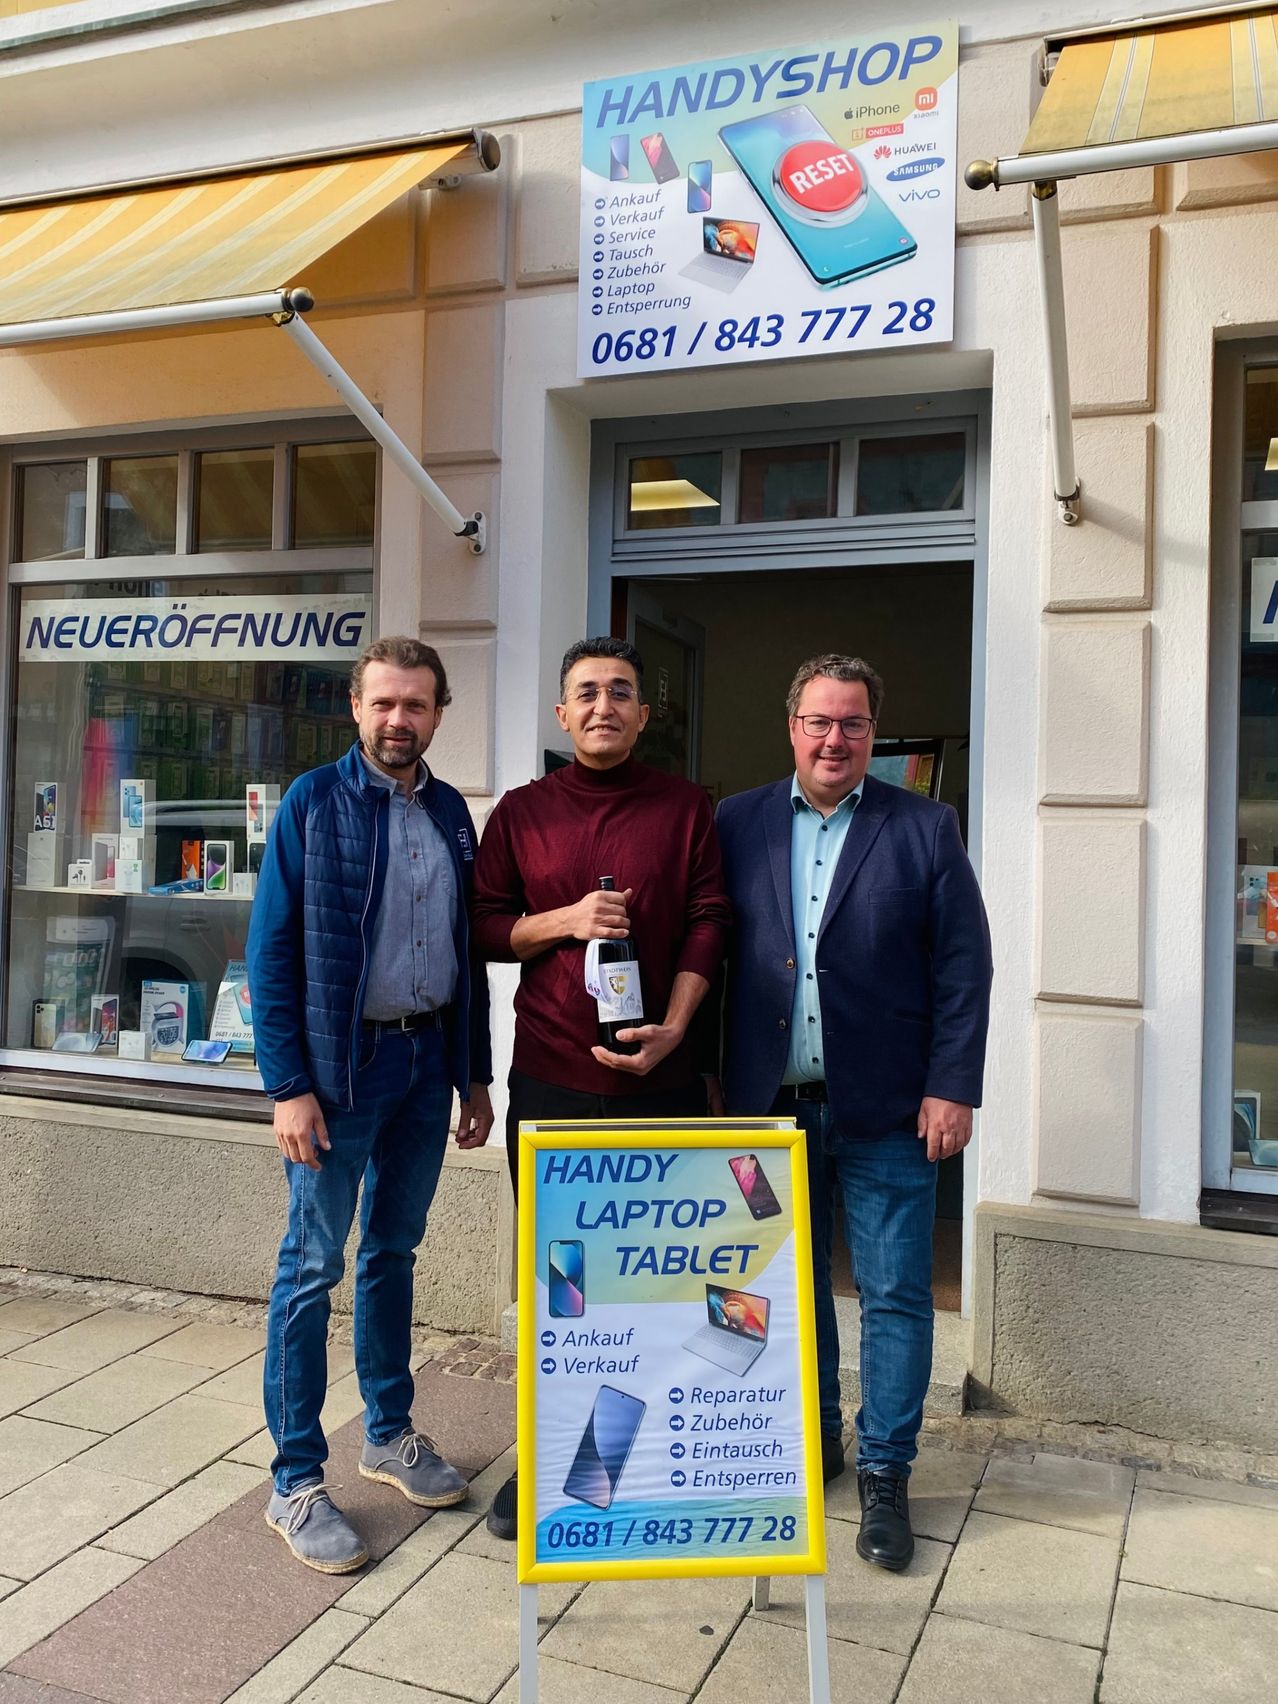 HANDYSHOP
iPhone
mi
xiaomi
ONEPLUS
HUAWEI
SAMSUNG
vivo
RESET
Ankauf
Verkauf
Service
Tausch
Zubehör
Laptop
Entsperrung
0681 / 843 777 28
NEUERÖFFNUNG
STADTWEIN
HANDY
LAPTOP
TABLET
Ankauf
Verkauf
Reparatur
Zubehör
Eintausch
Entsperren
0681 / 843 777 28